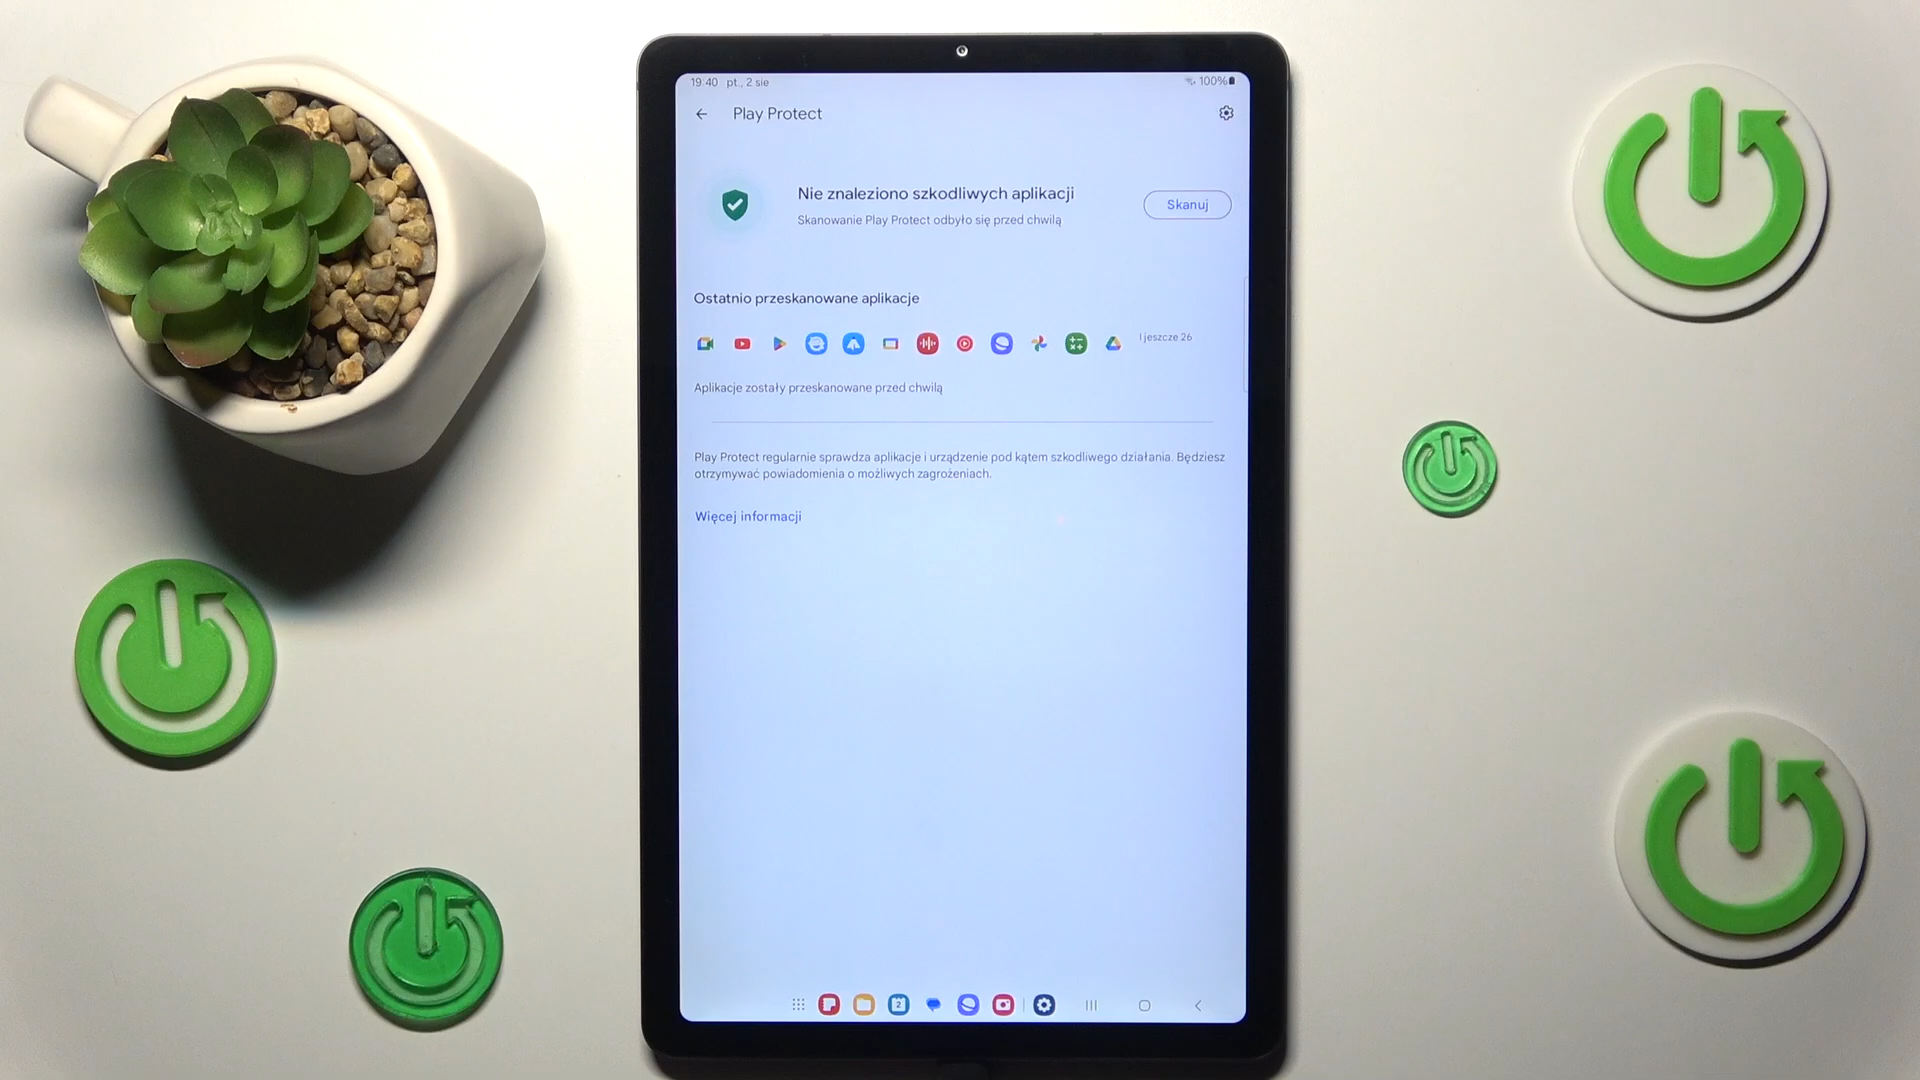 19:40 pt., 2 sie
100%
Play Protect
Nie znaleziono szkodliwych aplikacji
Skanowanie Play Protect odbyło się przed chwilą
Skanuj
Ostatnio przeskanowane aplikacje
I jeszcze 26
Aplikacje zostały przeskanowane przed chwilą
Play Protect regularnie sprawdza aplikacje i urządzenie pod kątem szkodliwego działania. Będziesz
otrzymywać powiadomienia o możliwych zagrożeniach.
Więcej informacji
2